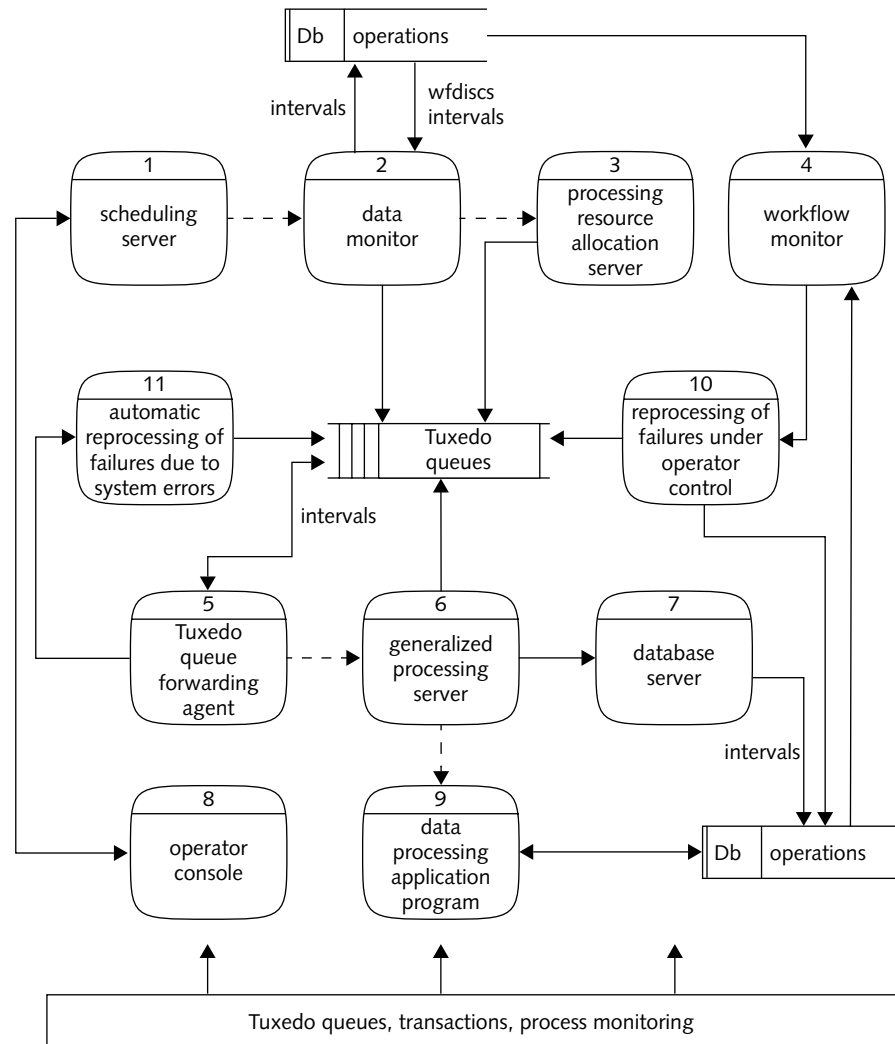 Db operations
intervals
wfdiscs
intervals
1
scheduling
server
2
data
monitor
3
processing
resource
allocation
server
4
workflow
monitor
11
automatic
reprocessing of
failures due to
system errors
Tuxedo
queues
10
reprocessing of
failures under
operator
control
intervals
5
Tuxedo
queue
forwarding
agent
6
generalized
processing
server
7
database
server
intervals
8
operator
console
9
data
processing
application
program
Db operations
Tuxedo queues, transactions, process monitoring